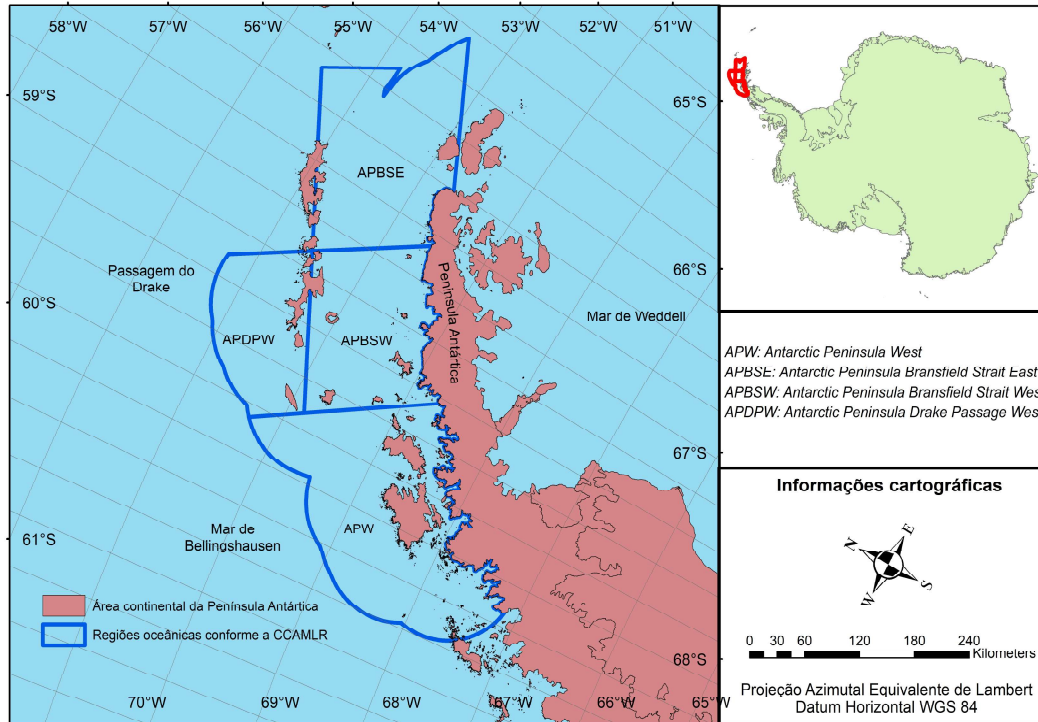 58°W 57°W 56°W 55°W 54°W 53°W 52°W 51°W
59°S
65°S
APBSE
Passagem do
Drake
66°S
60°S
Península Antártica
Mar de Weddell
APDPW
APBSW
67°S
61°S
Mar de
Bellingshausen
APW
Área continental da Península Antártica
Regiões oceânicas conforme a CCAMLR
68°S
70°W 69°W 68°W 67°W 66°W 65°W
APW: Antarctic Peninsula West
APBSE: Antarctic Peninsula Bransfield Strait East
APBSW: Antarctic Peninsula Bransfield Strait Wes
APDPW: Antarctic Peninsula Drake Passage Wes
Informações cartográficas
N
E
W
S
0 30 60 120 180 240
Kilometers
Projeção Azimutal Equivalente de Lambert
Datum Horizontal WGS 84